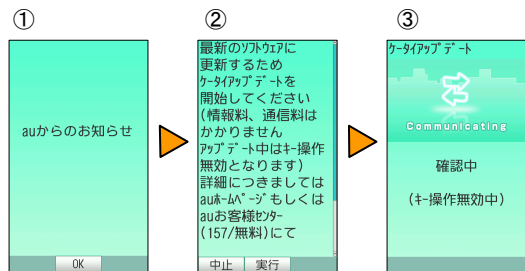 ①
auからのお知らせ
OK
②
最新のｿﾌﾄｳｪｱに
更新するため
ｹｰﾀｲｱｯﾌﾟﾃﾞｰﾄを
開始してください
(情報料、通信料は
かかりません
ｱｯﾌﾟﾃﾞｰﾄ中はｷｰ操作
無効となります)
詳細につきましては
auﾎｰﾑﾍﾟｰｼﾞもしくは
auお客様ｾﾝﾀｰ
(157/無料)にて
中止 実行
③
ｹｰﾀｲｱｯﾌﾟﾃﾞｰﾄ
Communicating
確認中
(ｷｰ操作無効中)